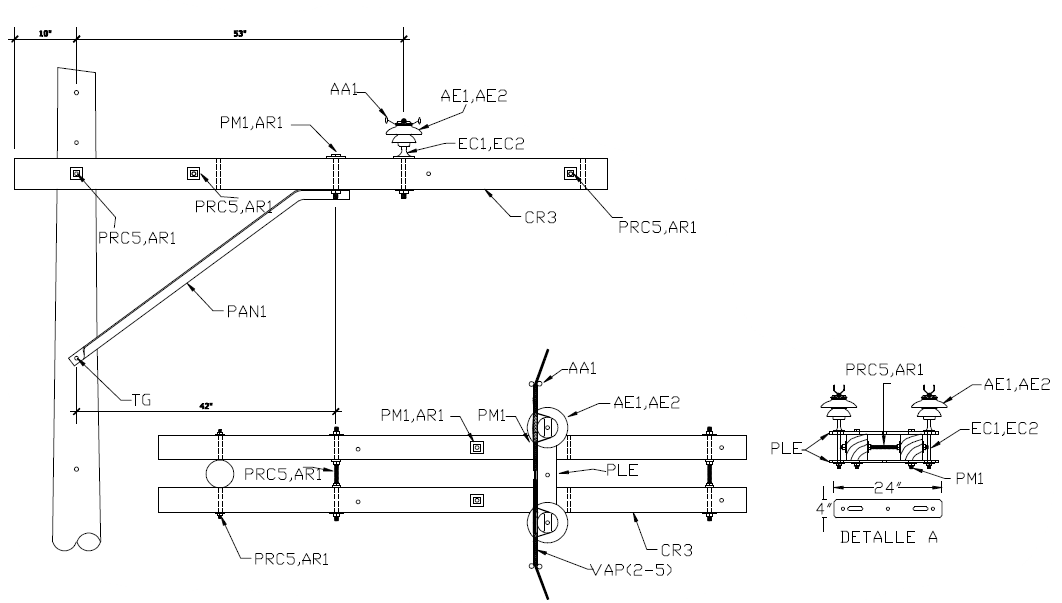 10"
53"
AA1
AE1,AE2
PM1,AR1
EC1,EC2
PRC5,AR1
PRC5,AR1
PRC5,AR1
CR3
PAN1
TG
42"
AA1
AE1,AE2
PM1,AR1
PM1
PRC5,AR1
PLE
PRC5,AR1
CR3
VAP(2-5)
PRC5,AR1
AE1,AE2
EC1,EC2
PLE
PM1
24"
4"
DETALLE A